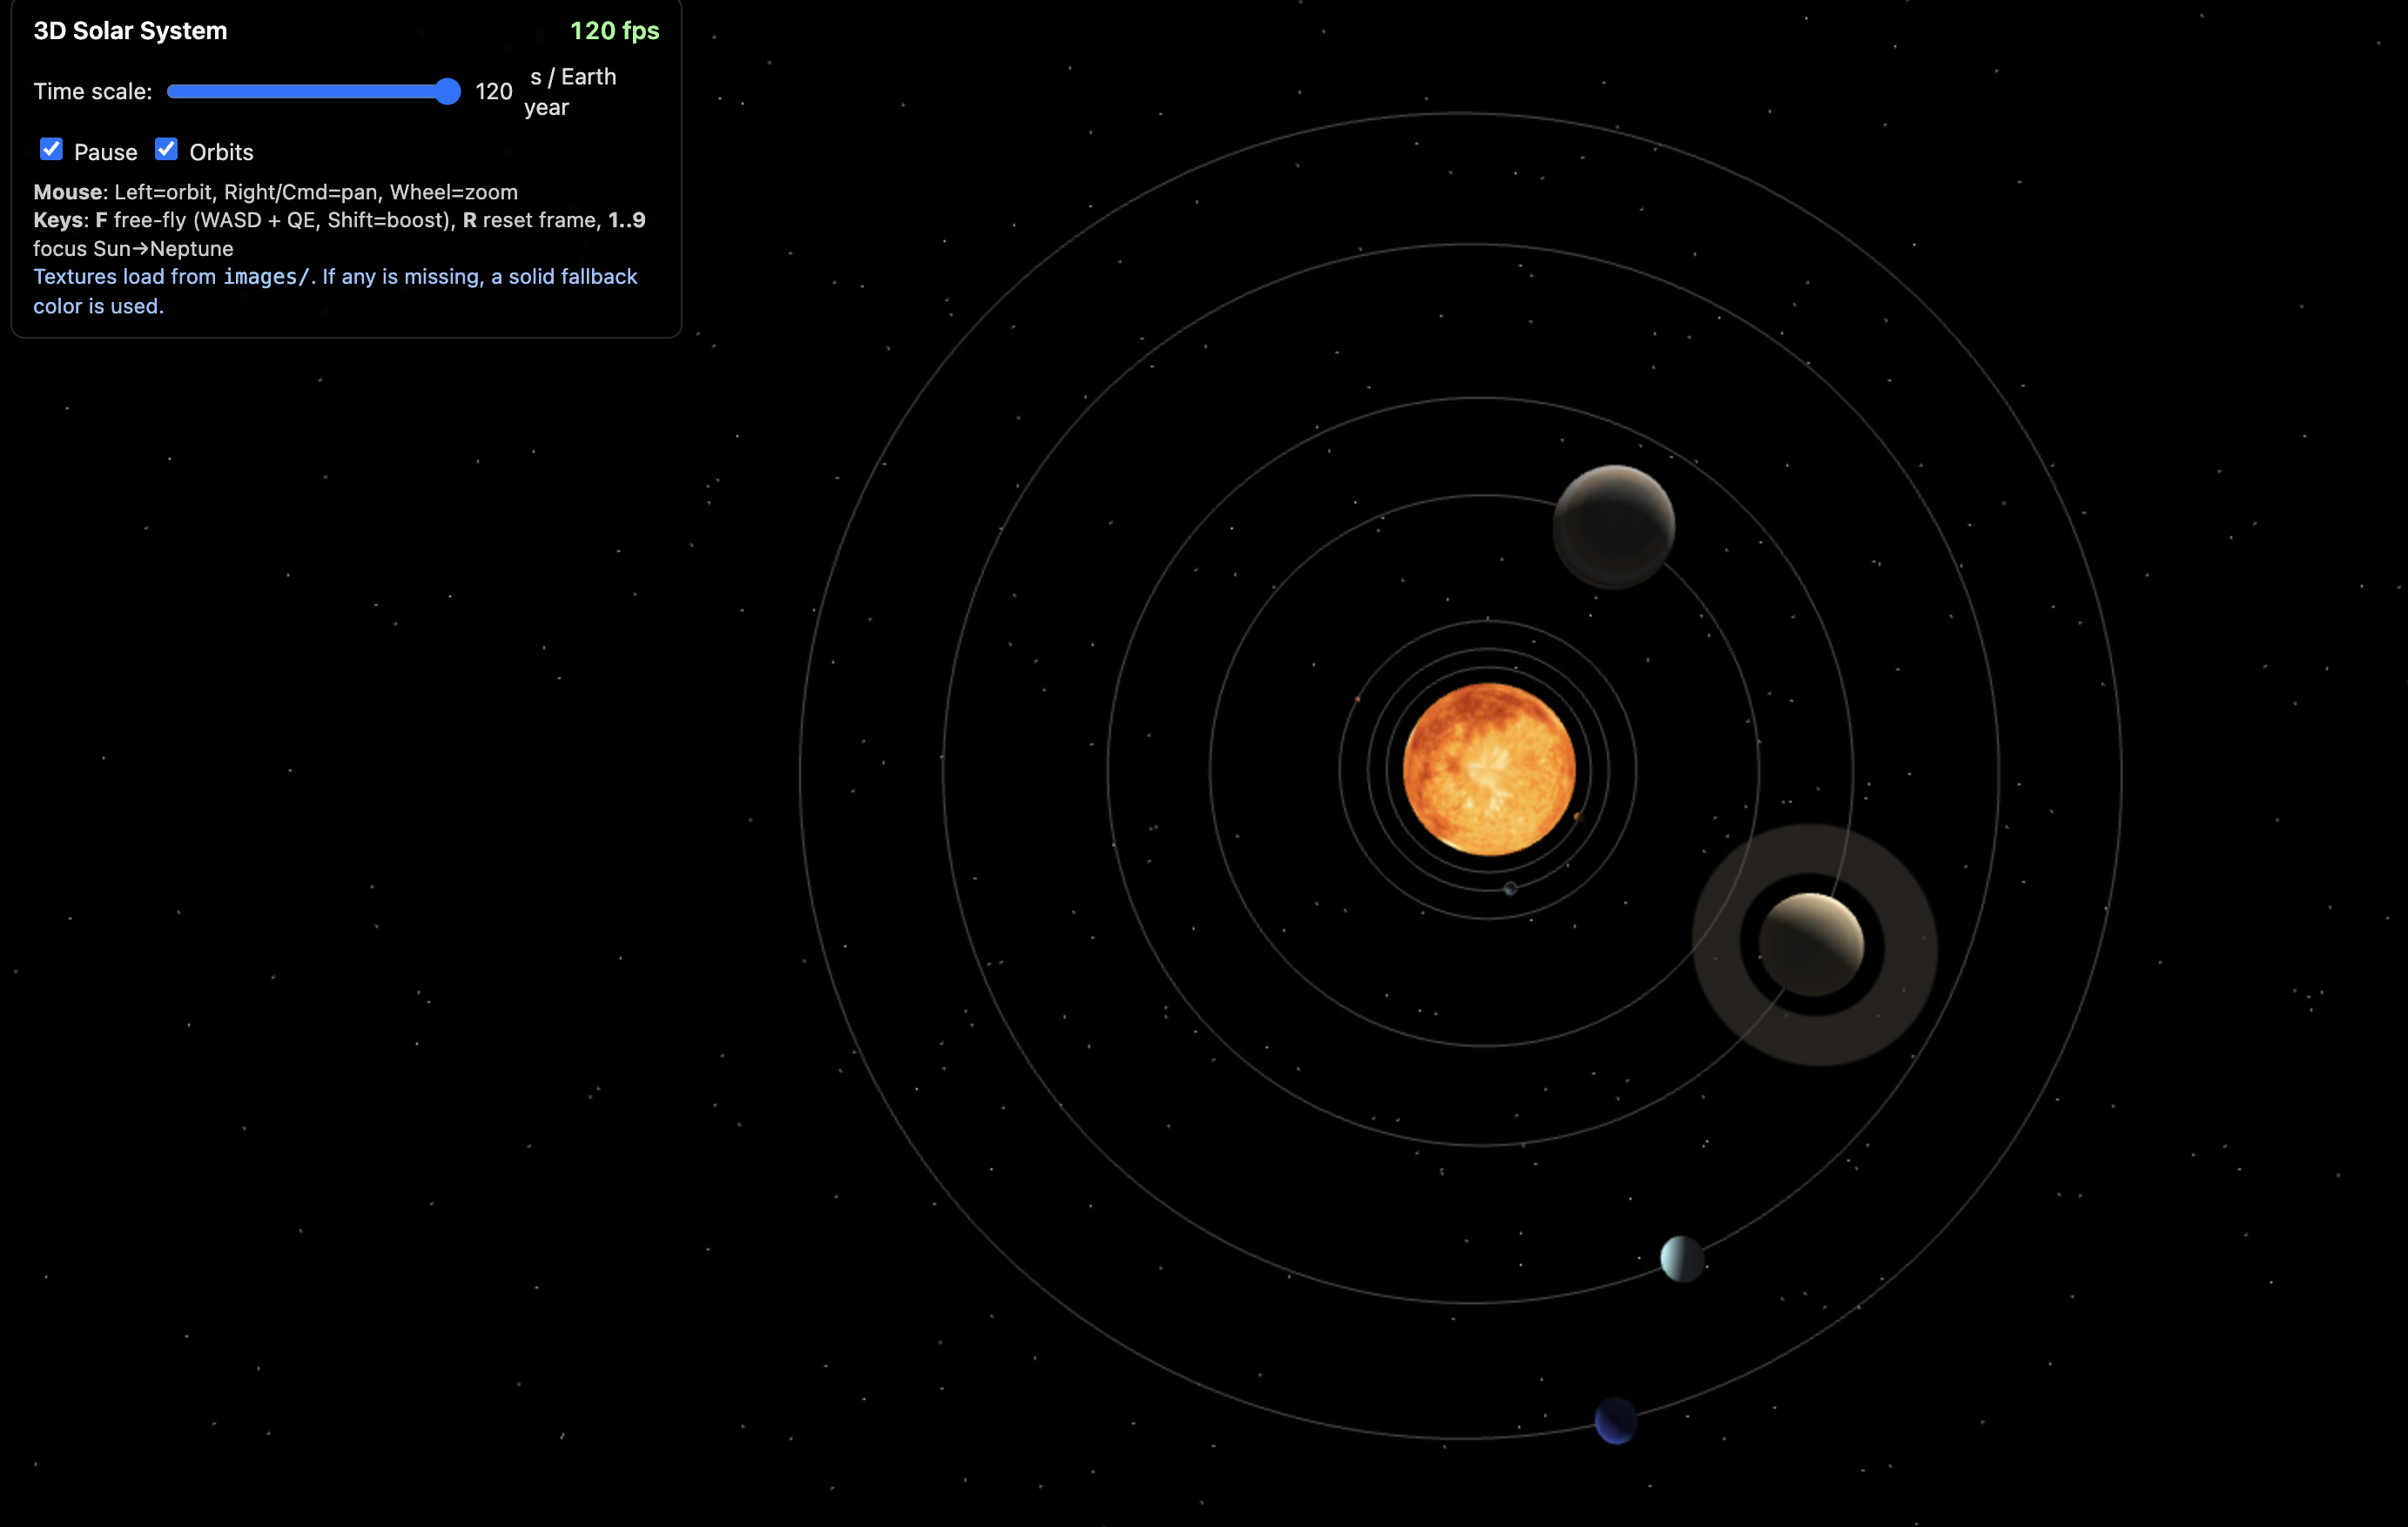 3D Solar System 120 fps
Time scale: 120 s / Earth
year
Pause Orbits
Mouse: Left=orbit, Right/Cmd=pan, Wheel=zoom
Keys: F free-fly (WASD + QE, Shift=boost), R reset frame, 1..9
focus Sun→Neptune
Textures load from images/. If any is missing, a solid fallback
color is used.